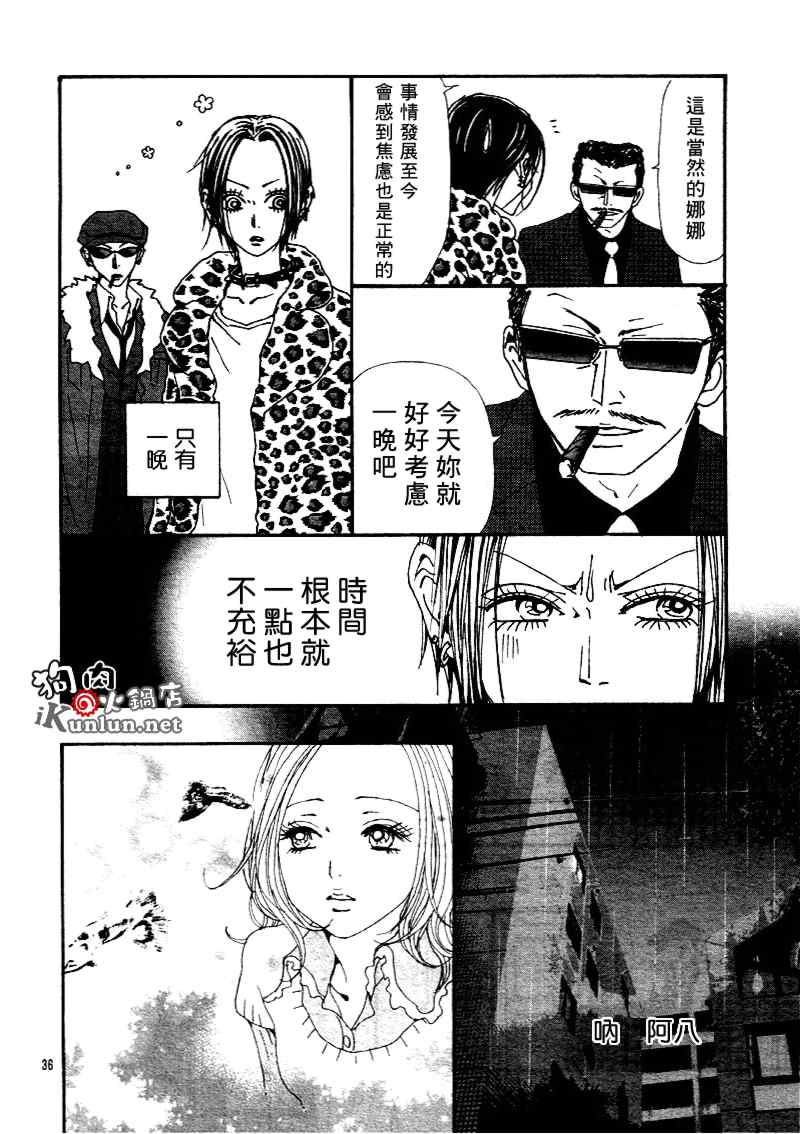 這是當然的娜娜
事情發展至今
會感到焦慮也是正常的
今天妳就
好好考慮
一晚吧
只有
一晚
時間
根本就
一點也
不充裕
狗肉
火鍋店
iKunlun.net
吶 阿八
36